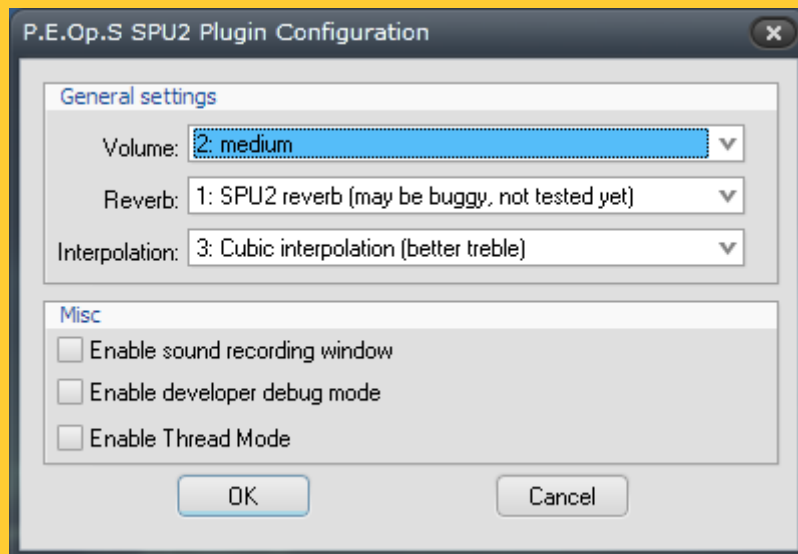 P.E.Op.S SPU2 Plugin Configuration
General settings
Volume: 2: medium
Reverb: 1: SPU2 reverb (may be buggy, not tested yet)
Interpolation: 3: Cubic interpolation (better treble)
Misc
Enable sound recording window
Enable developer debug mode
Enable Thread Mode
OK Cancel